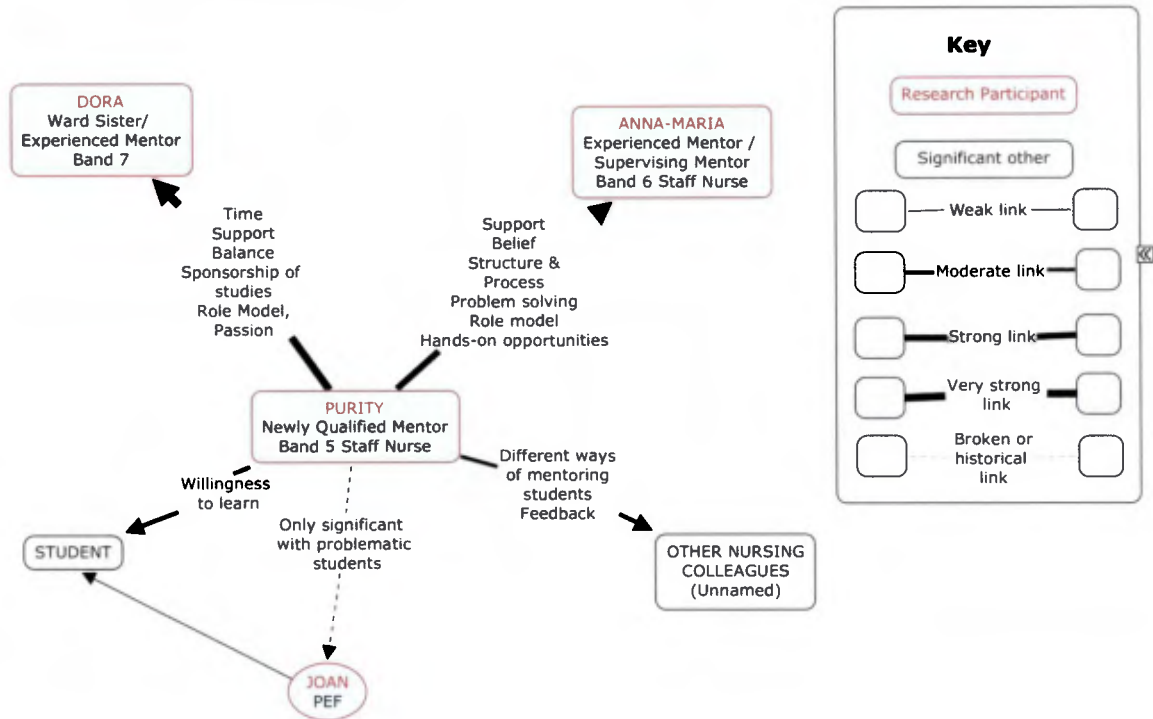 DORA
Ward Sister/
Experienced Mentor
Band 7
ANNA-MARIA
Experienced Mentor /
Supervising Mentor
Band 6 Staff Nurse
Time
Support
Balance
Sponsorship of
studies
Role Model,
Passion
Support
Belief
Structure &
Process
Problem solving
Role model
Hands-on opportunities
PURITY
Newly Qualified Mentor
Band 5 Staff Nurse
Willingness
to learn
Only significant
with problematic
students
Different ways
of mentoring
students
Feedback
STUDENT
OTHER NURSING
COLLEAGUES
(Unnamed)
JOAN
PEF
Key
Research Participant
Significant other
Weak link
Moderate link
Strong link
Very strong
link
Broken or
historical
link